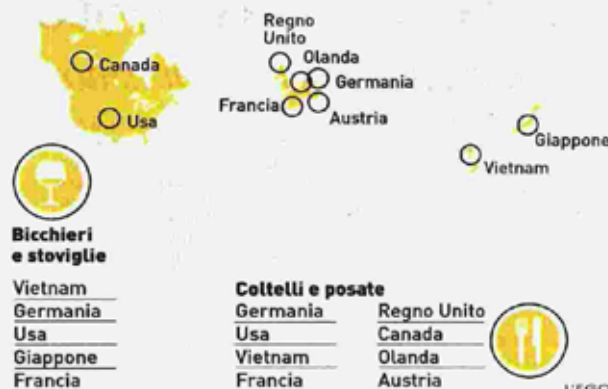 Regno
Unito
Olanda
Canada
Germania
Francia
Austria
Usa
Giappone
Vietnam
Bicchieri
e stoviglie
Vietnam
Germania
Usa
Giappone
Francia
Coltelli e posate
Germania
Usa
Vietnam
Francia
Regno Unito
Canada
Olanda
Austria